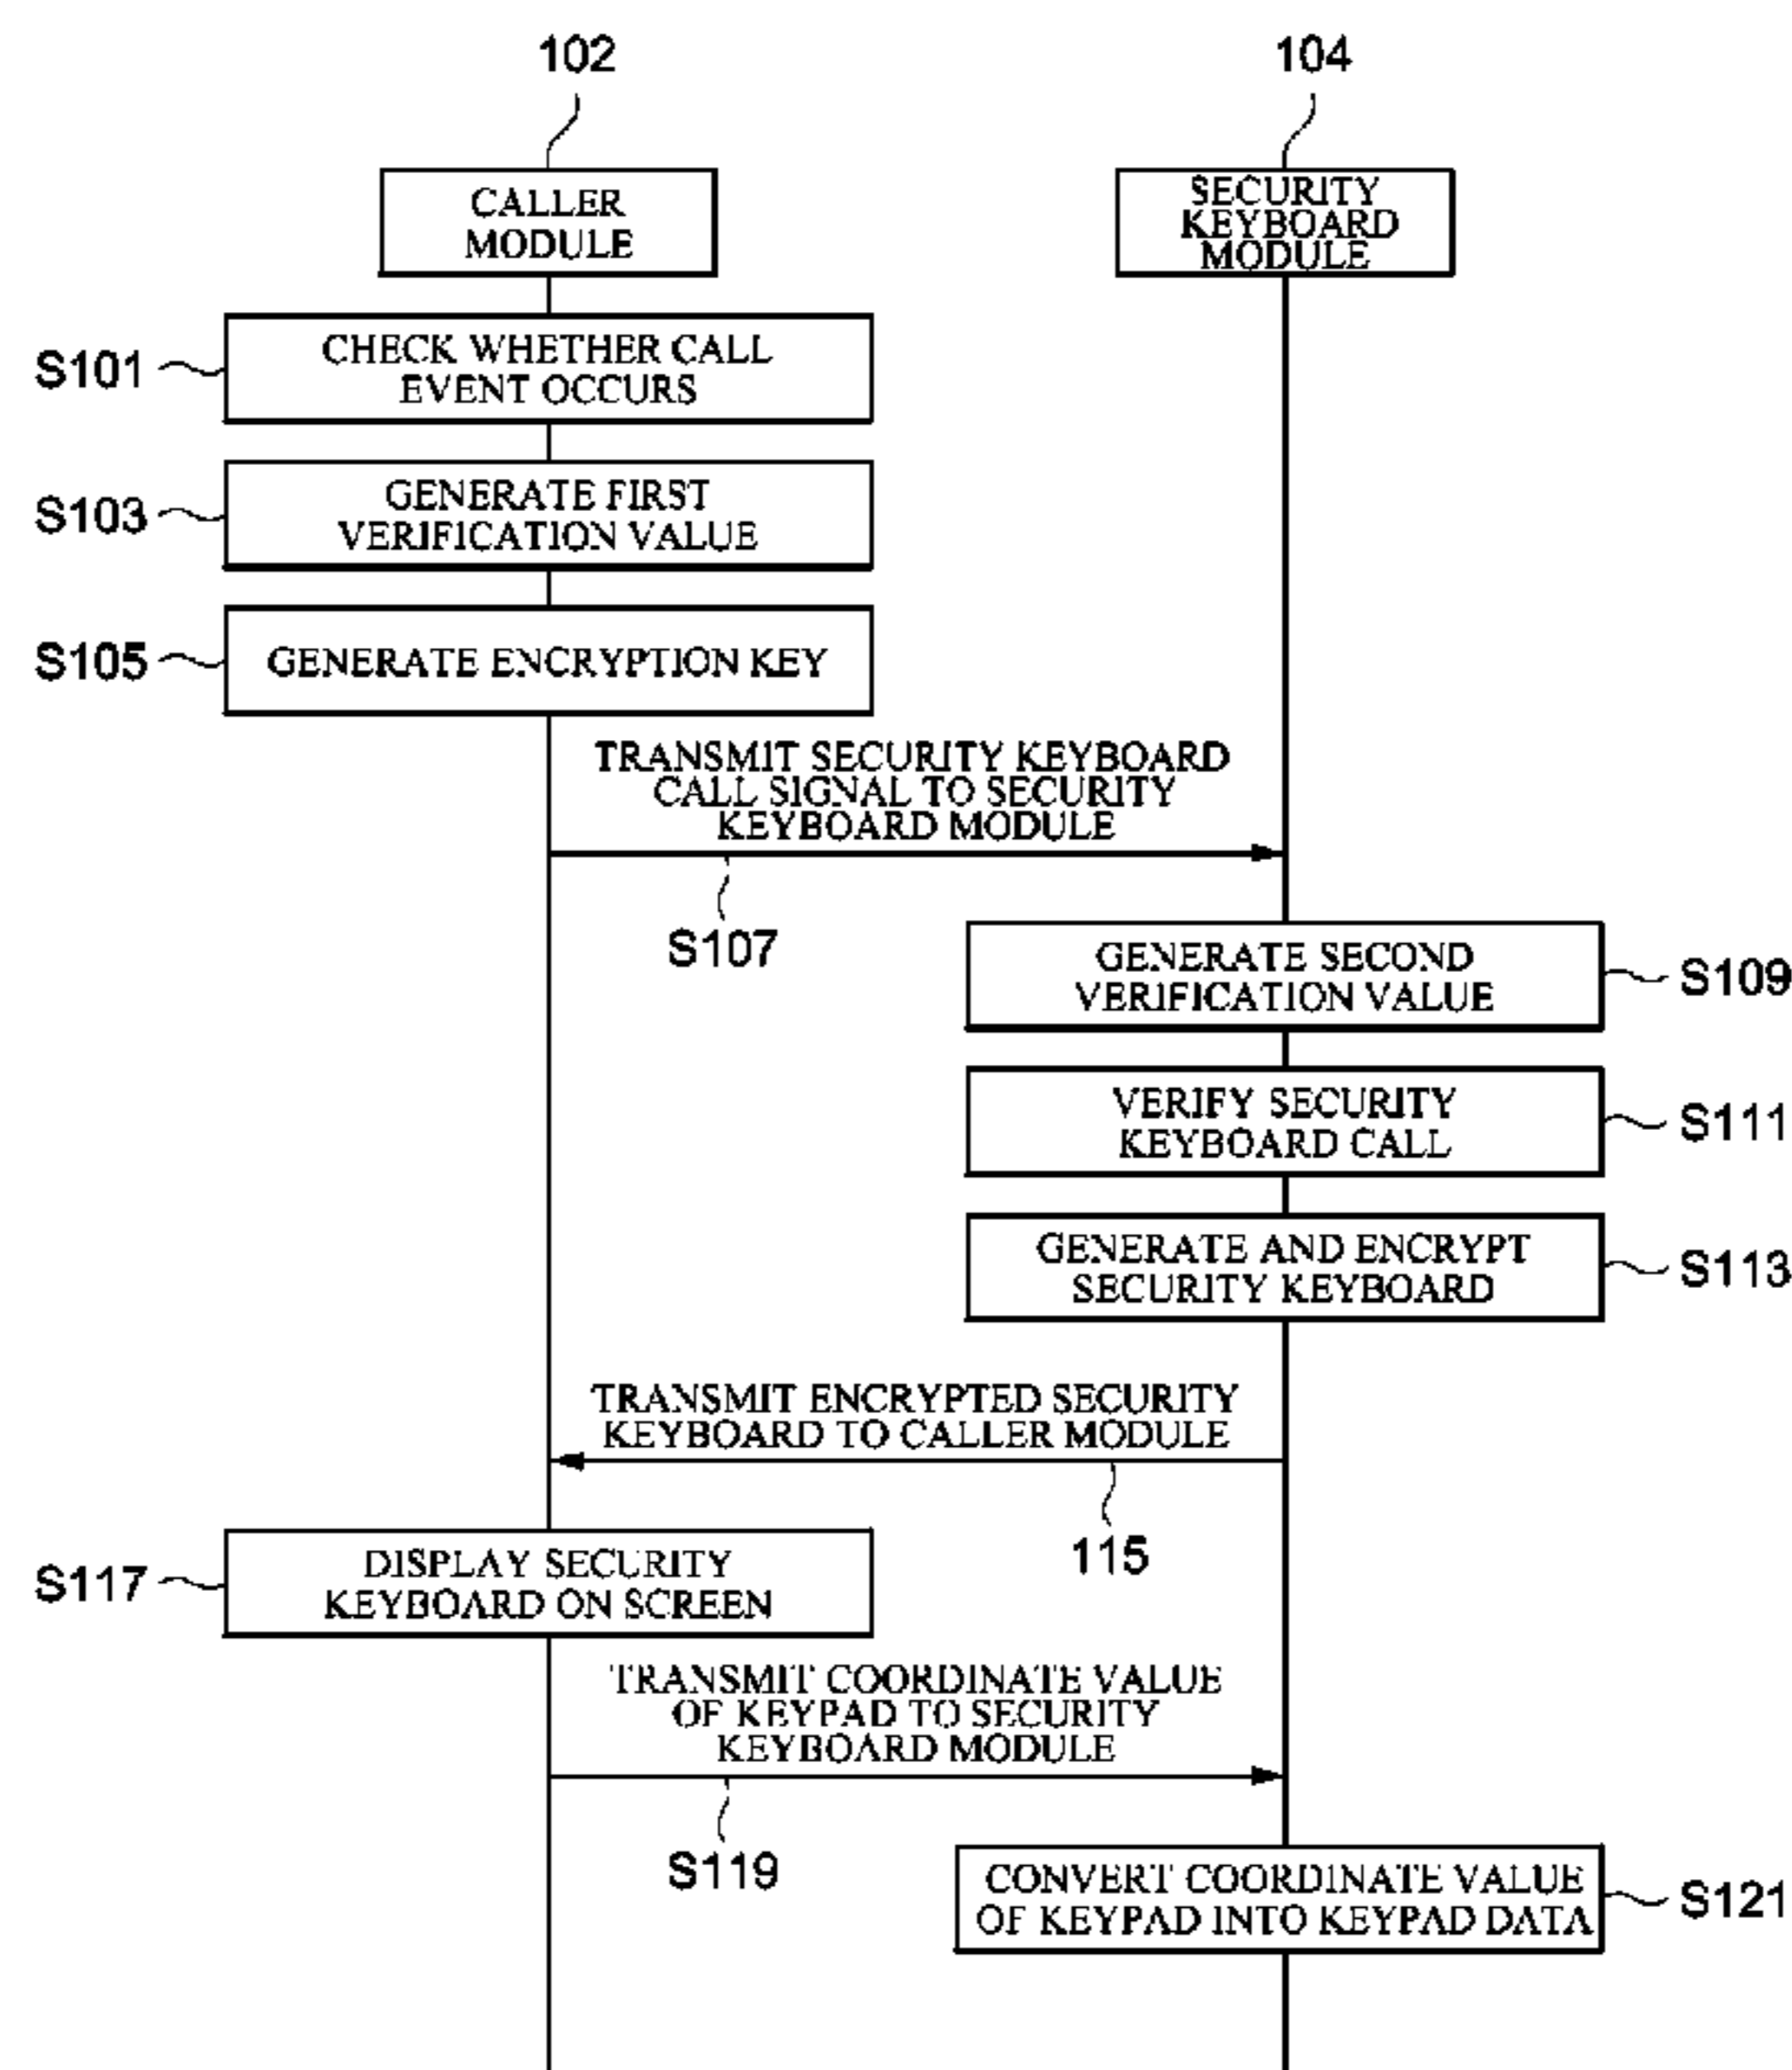 102
104
CALLER
MODULE
SECURITY
KEYBOARD
MODULE
S101
CHECK WHETHER CALL
EVENT OCCURS
S103
GENERATE FIRST
VERIFICATION VALUE
S105
GENERATE ENCRYPTION KEY
TRANSMIT SECURITY KEYBOARD
CALL SIGNAL TO SECURITY
KEYBOARD MODULE
S107
GENERATE SECOND
VERIFICATION VALUE
S109
VERIFY SECURITY
KEYBOARD CALL
S111
GENERATE AND ENCRYPT
SECURITY KEYBOARD
S113
TRANSMIT ENCRYPTED SECURITY
KEYBOARD TO CALLER MODULE
115
S117
DISPLAY SECURITY
KEYBOARD ON SCREEN
TRANSMIT COORDINATE VALUE
OF KEYPAD TO SECURITY
KEYBOARD MODULE
S119
CONVERT COORDINATE VALUE
OF KEYPAD INTO KEYPAD DATA
S121